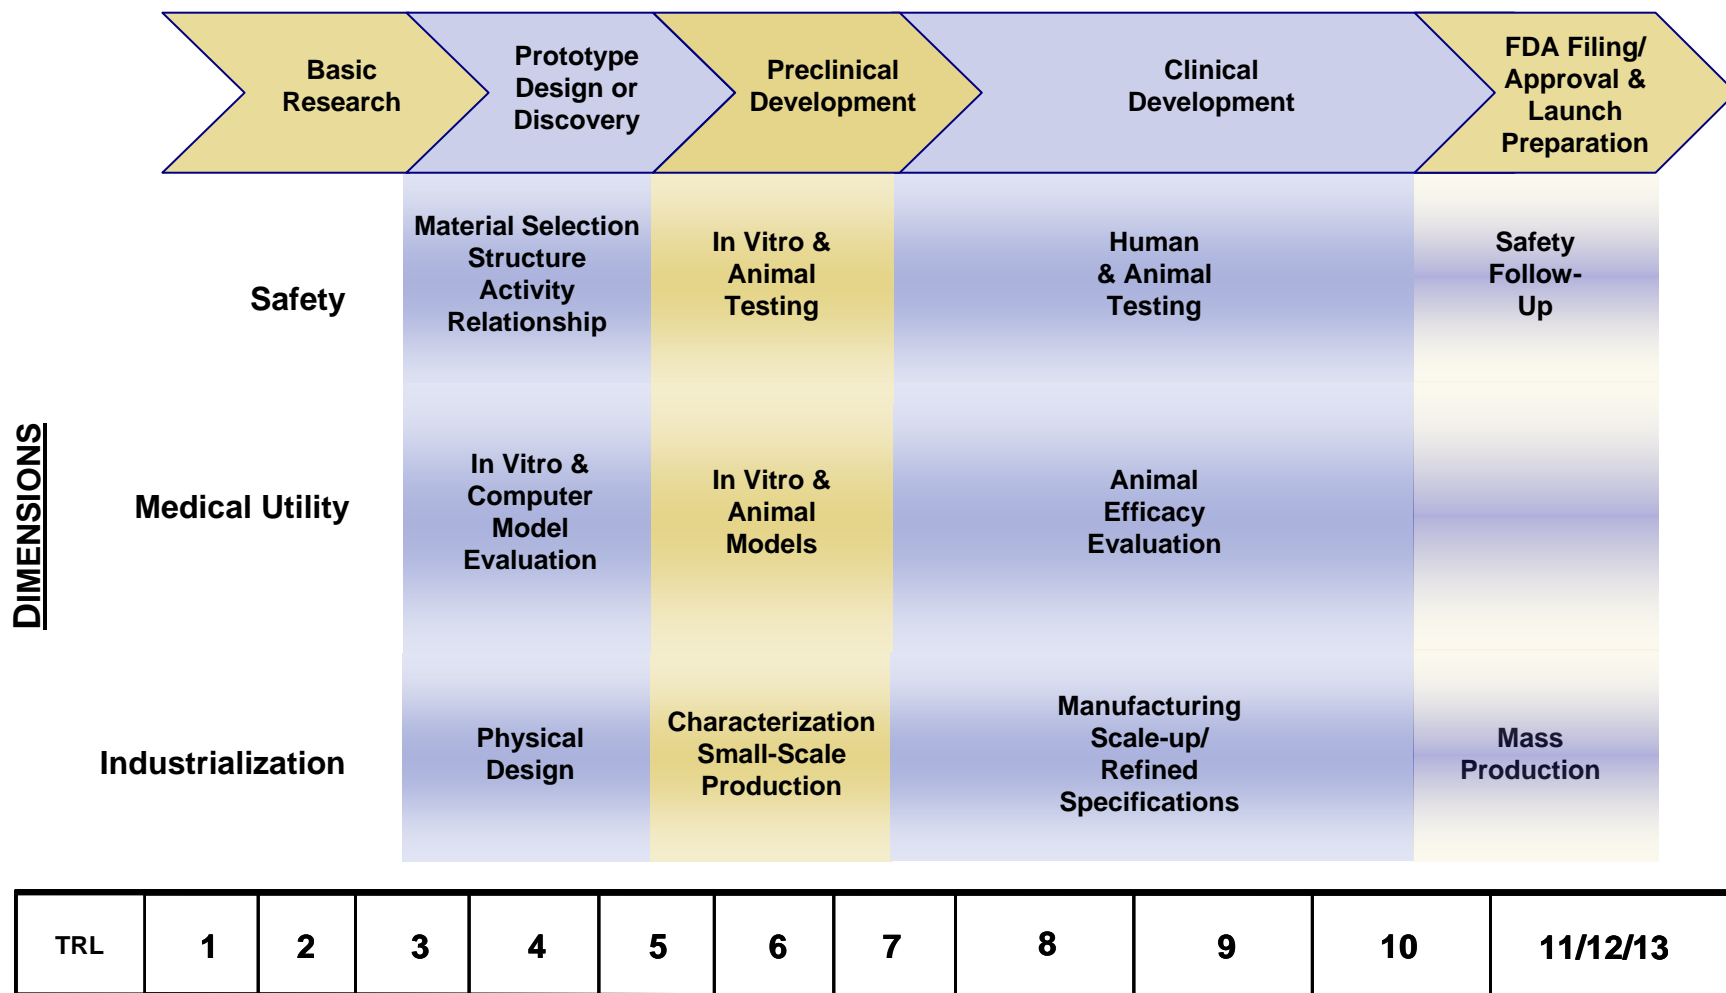 Basic
Research
Prototype
Design or
Discovery
Preclinical
Development
Clinical
Development
FDA Filing/
Approval &
Launch
Preparation
DIMENSIONS
Safety
Material Selection
Structure
Activity
Relationship
In Vitro &
Animal
Testing
Human
& Animal
Testing
Safety
Follow-
Up
Medical Utility
In Vitro &
Computer
Model
Evaluation
In Vitro &
Animal
Models
Animal
Efficacy
Evaluation
Industrialization
Physical
Design
Characterization
Small-Scale
Production
Manufacturing
Scale-up/
Refined
Specifications
Mass
Production
TRL 1 2 3 4 5 6 7 8 9 10 11/12/13